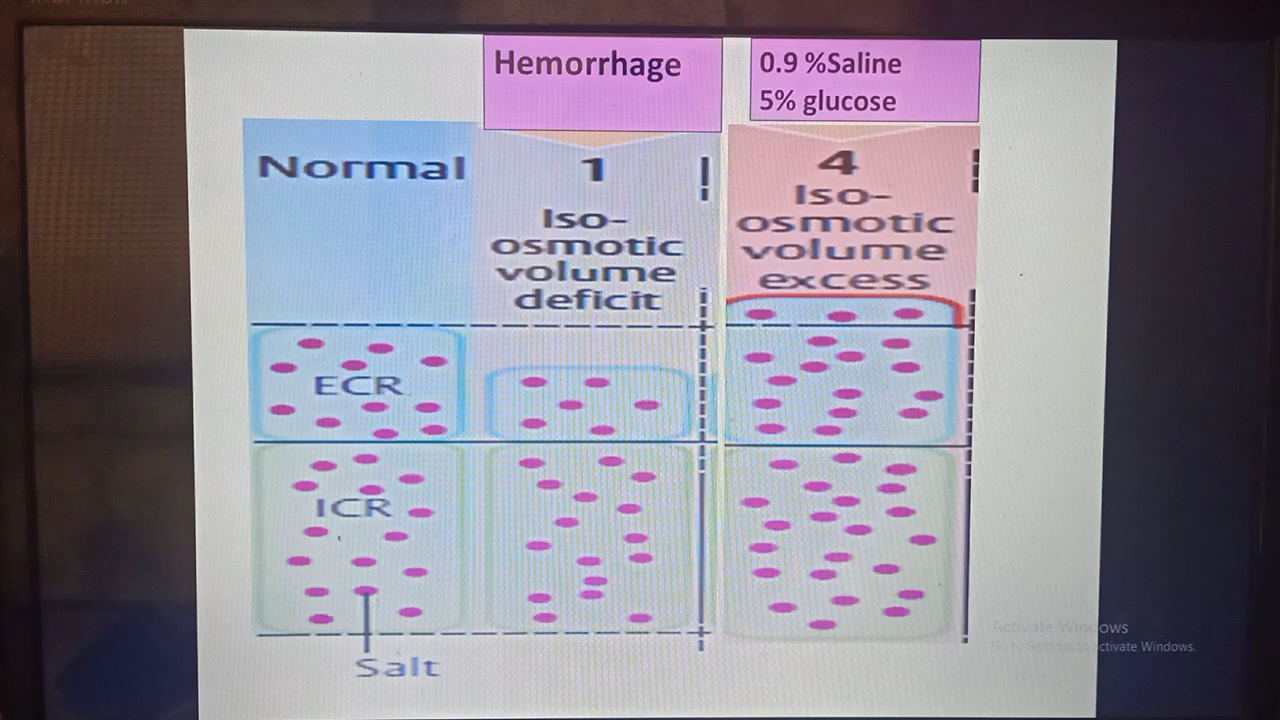 Hemorrhage
0.9 %Saline
5% glucose
Normal
1
Iso-
osmotic
volume
deficit
4
Iso-
osmotic
volume
excess
ECR
ICR
Salt
Activate Windows